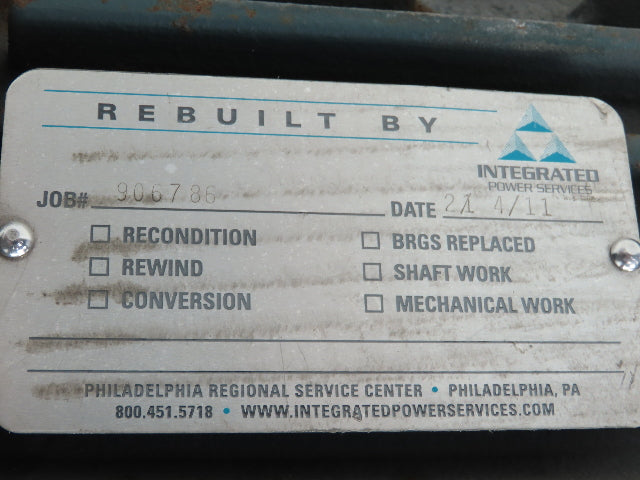 REBUILT BY
INTEGRATED
POWER SERVICES
JOB# 906786
DATE 21 4/11
RECONDITION
BRGS REPLACED
REWIND
SHAFT WORK
CONVERSION
MECHANICAL WORK
PHILADELPHIA REGIONAL SERVICE CENTER • PHILADELPHIA, PA
800.451.5718 • WWW.INTEGRATEDPOWERSERVICES.COM